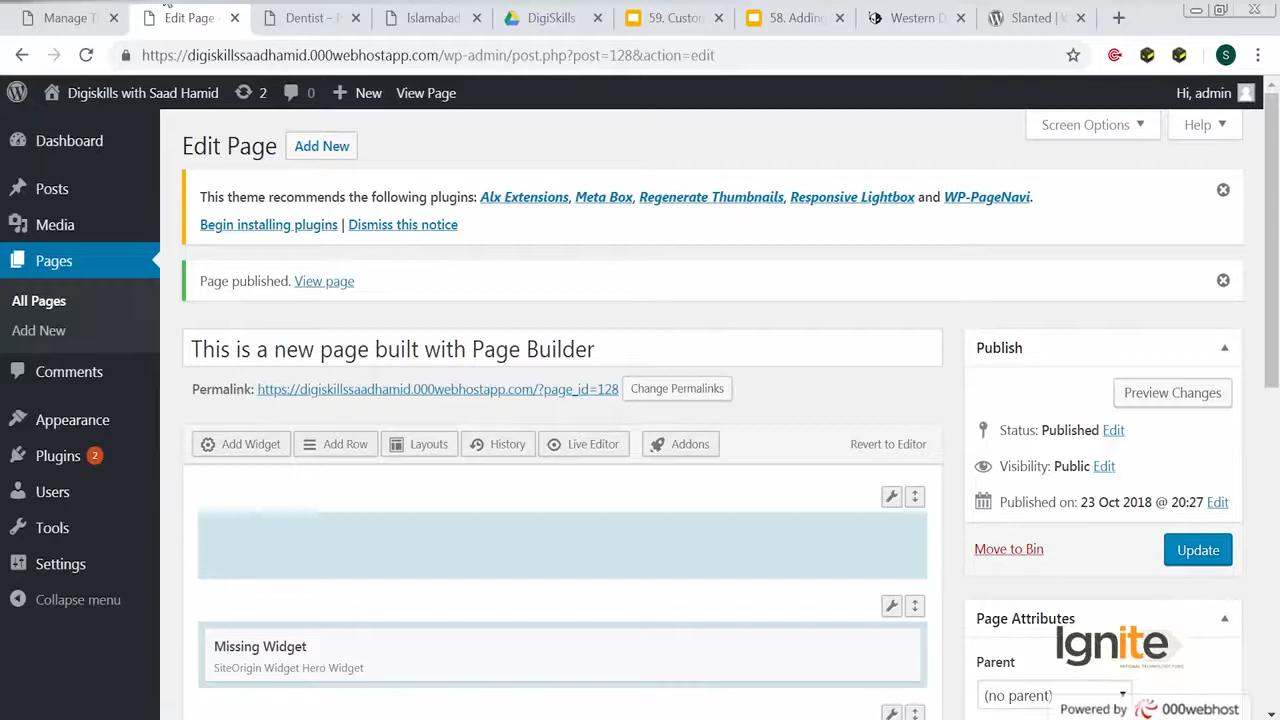 Manage T
Edit Page
Dentist – P
Islamabad
DigiSkills
59. Custon
58. Adding
Western D
Slanted | W
https://digiskillssaadhamid.000webhostapp.com/wp-admin/post.php?post=128&action=edit
S
Digiskills with Saad Hamid
2
0
New
View Page
Hi, admin
Dashboard
Posts
Media
Pages
All Pages
Add New
Comments
Appearance
Plugins 2
Users
Tools
Settings
Collapse menu
Screen Options
Help
Edit Page
Add New
This theme recommends the following plugins: Alx Extensions, Meta Box, Regenerate Thumbnails, Responsive Lightbox and WP-PageNavi.
Begin installing plugins | Dismiss this notice
Page published. View page
This is a new page built with Page Builder
Permalink: https://digiskillssaadhamid.000webhostapp.com/?page_id=128 Change Permalinks
Add Widget
Add Row
Layouts
History
Live Editor
Addons
Revert to Editor
Missing Widget
SiteOrigin Widget Hero Widget
Publish
Preview Changes
Status: Published Edit
Visibility: Public Edit
Published on: 23 Oct 2018 @ 20:27 Edit
Move to Bin
Update
Page Attributes
Parent
(no parent)
Ignite
Powered by 000webhost